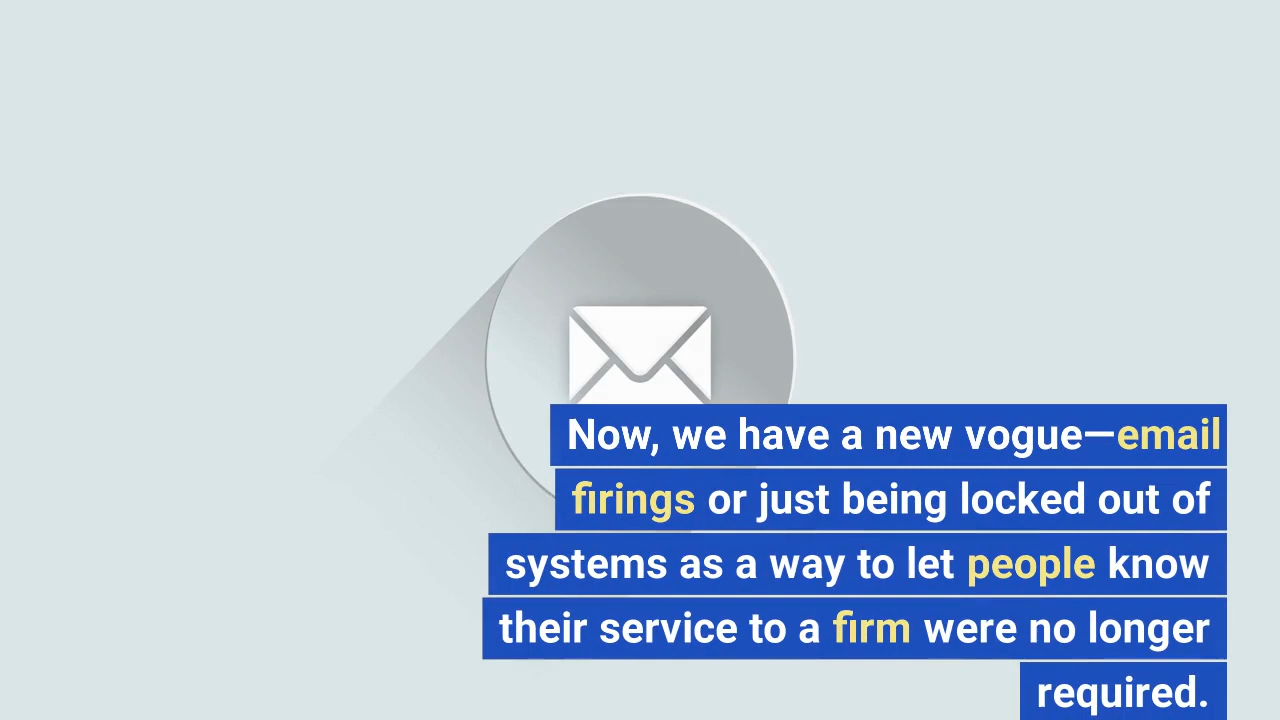 Now, we have a new vogue—email
firings or just being locked out of
systems as a way to let people know
their service to a firm were no longer
required.